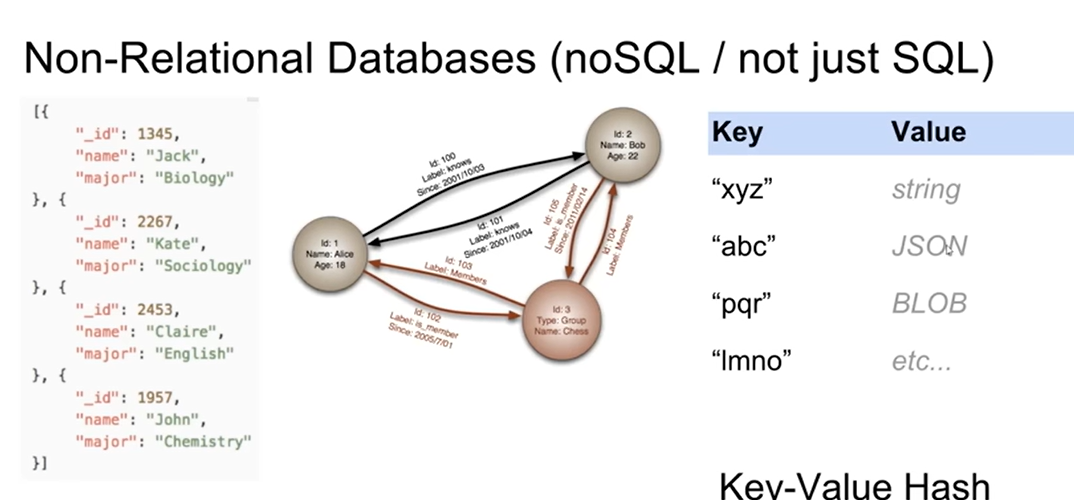 Non-Relational Databases (noSQL / not just SQL)
[{
"_id": 1345,
"name": "Jack",
"major": "Biology"
}, {
"_id": 2267,
"name": "Kate",
"major": "Sociology"
}, {
"_id": 2453,
"name": "Claire",
"major": "English"
}, {
"_id": 1957,
"name": "John",
"major": "Chemistry"
}]
Id: 1
Name: Alice
Age: 18
Id: 100
Label: knows
Since: 2001/10/03
Id: 2
Name: Bob
Age: 22
Id: 101
Label: knows
Since: 2001/10/04
Id: 103
Label: Members
Id: 102
Label: is_member
Since: 2005/7/01
Id: 105
Label: is_member
Since: 2011/02/14
Id: 104
Label: Members
Id: 3
Type: Group
Name: Chess
Key Value
“xyz” string
“abc” JSON
“pqr” BLOB
“lmno” etc...
Key-Value Hash